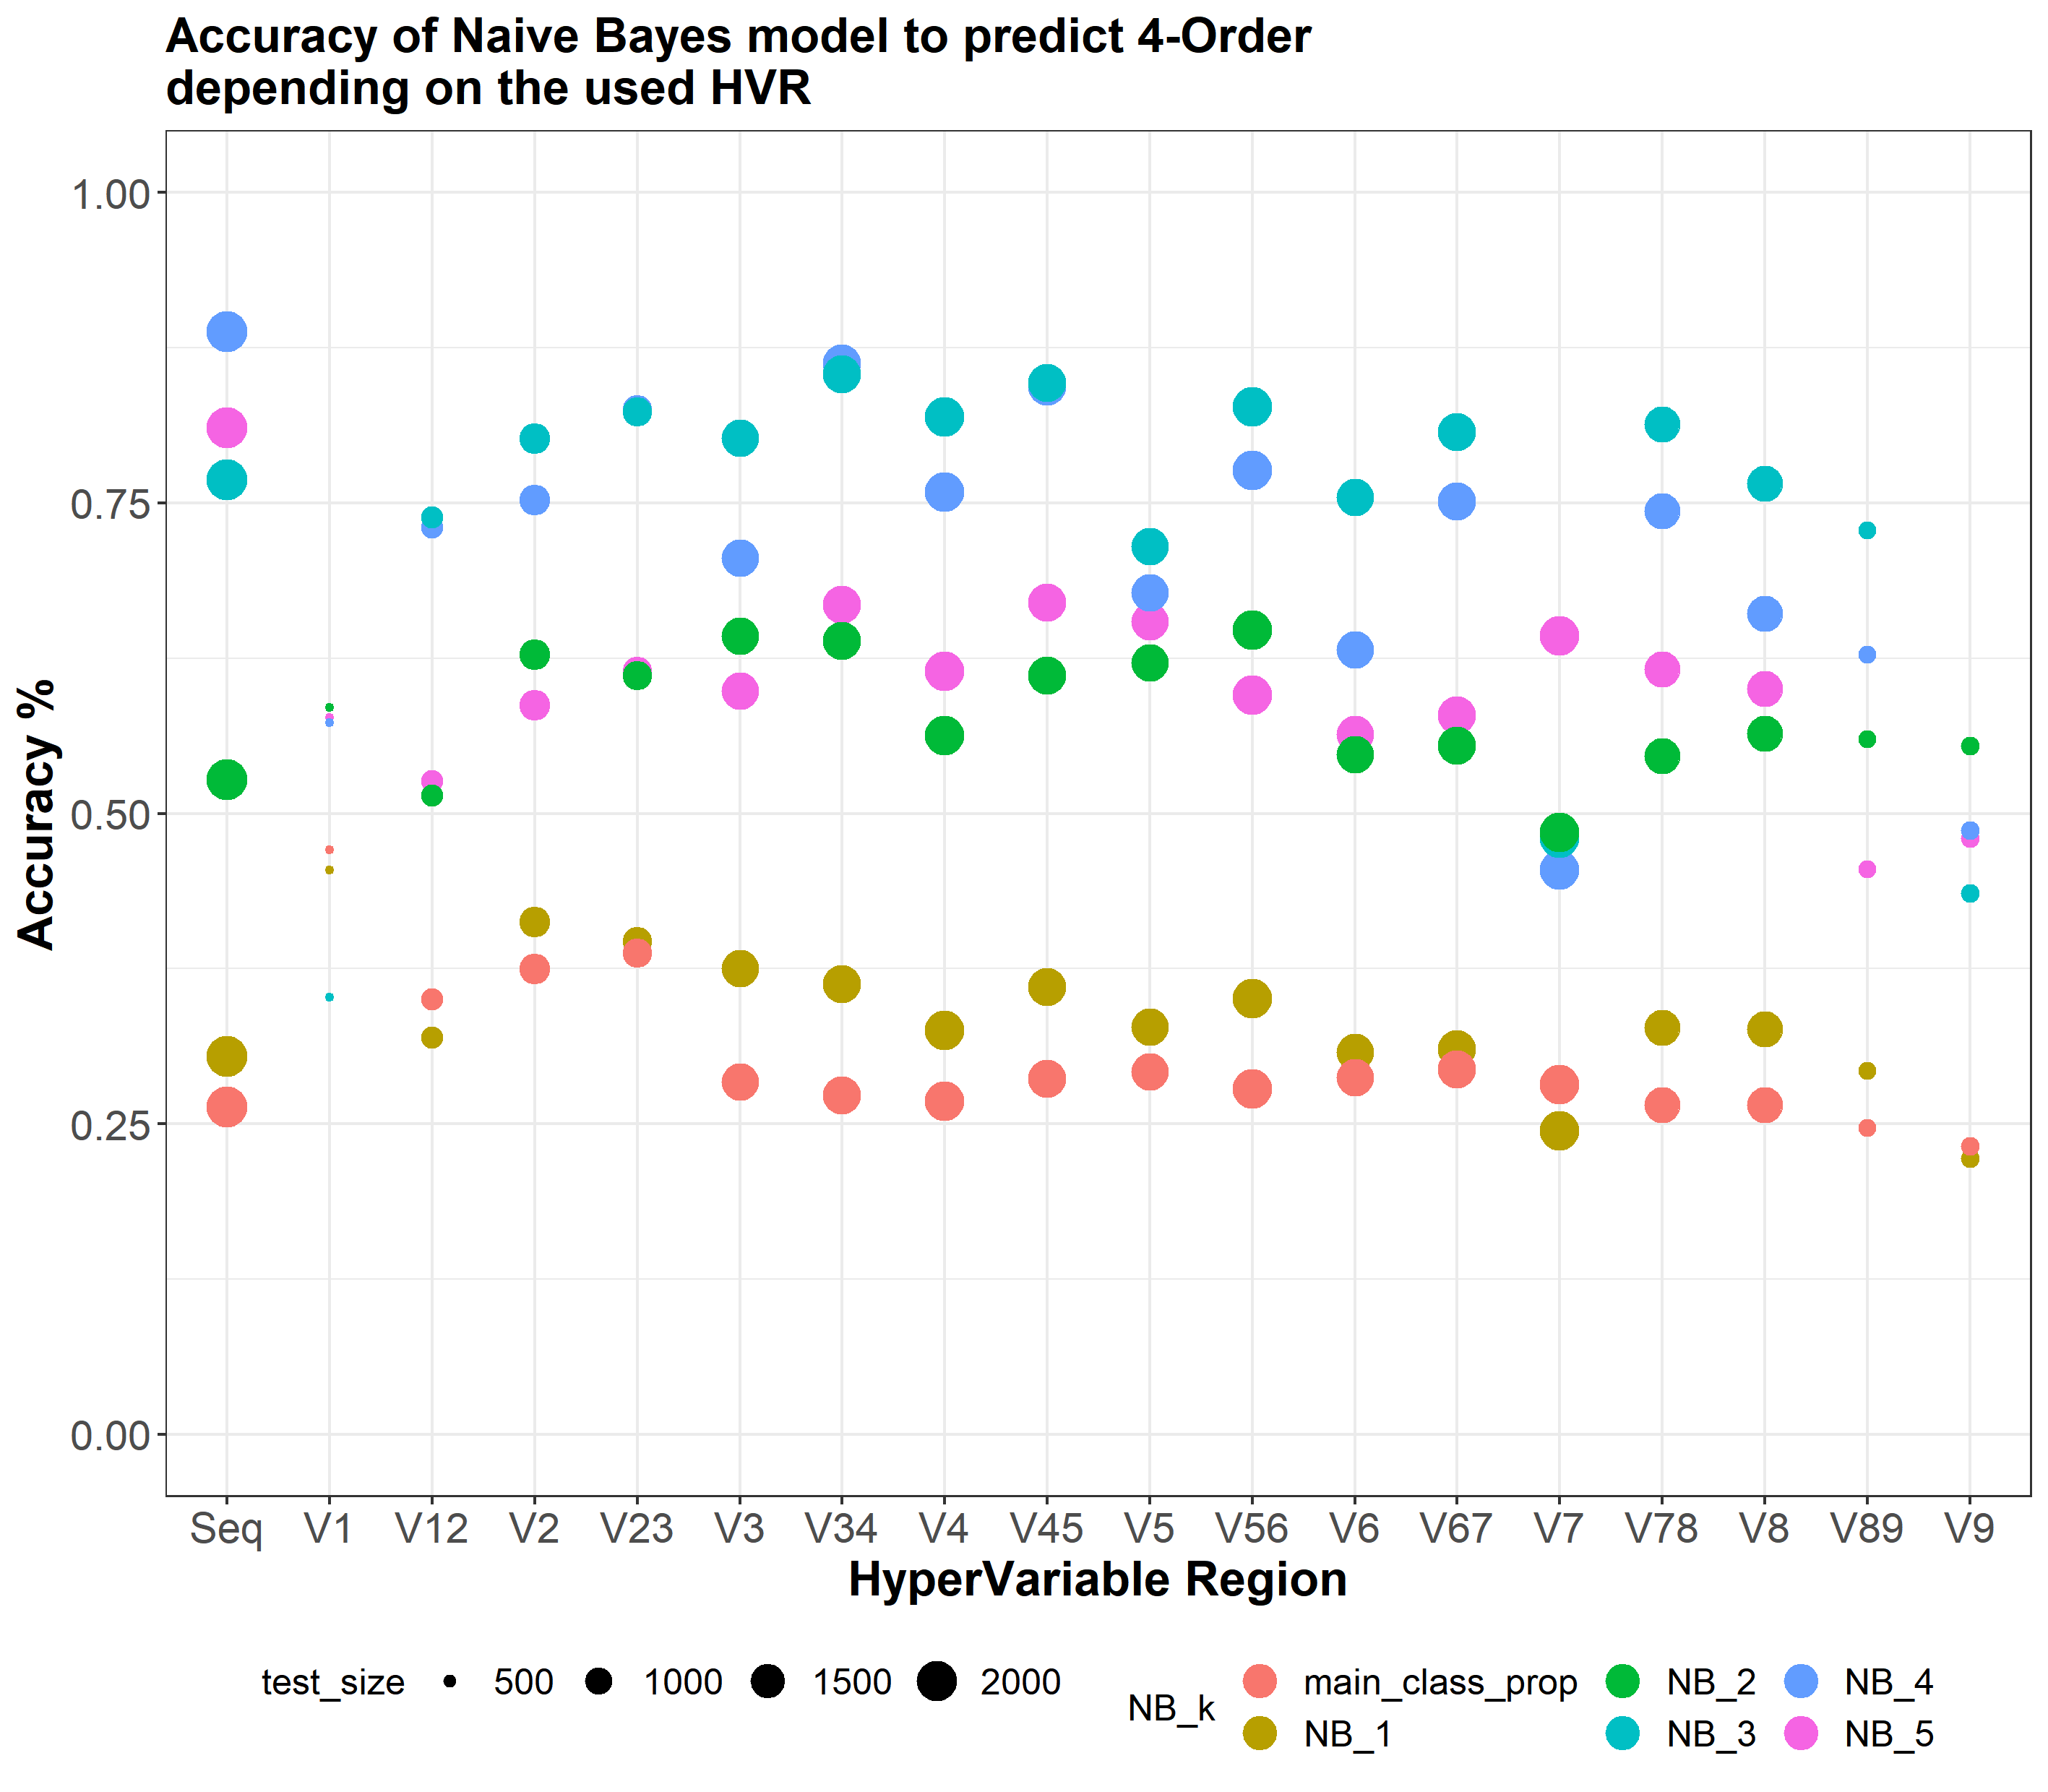 Accuracy of Naive Bayes model to predict 4-Order
depending on the used HVR
Accuracy %
1.00
0.75
0.50
0.25
0.00
Seq V1 V12 V2 V23 V3 V34 V4 V45 V5 V56 V6 V67 V7 V78 V8 V89 V9
HyperVariable Region
test_size 500 1000 1500 2000
NB_k
main_class_prop NB_2 NB_4
NB_1 NB_3 NB_5